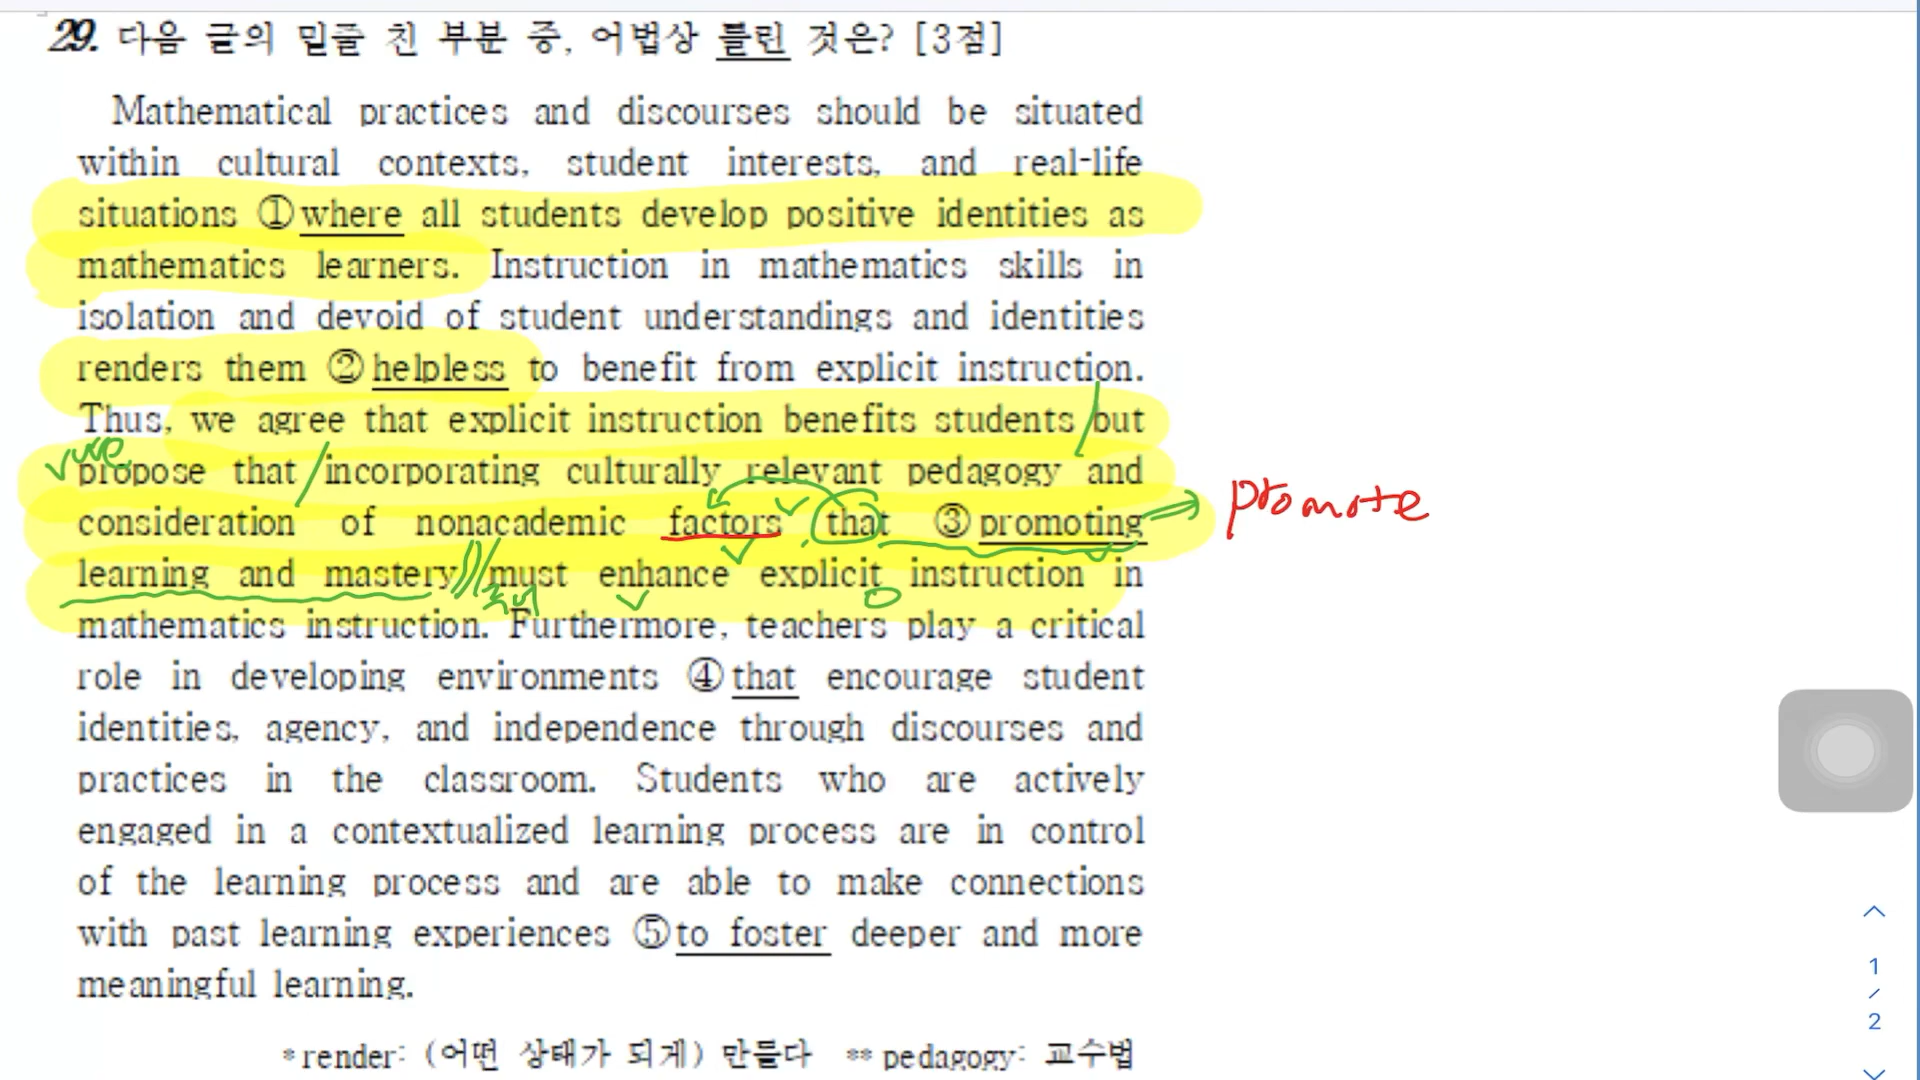 29. 다음 글의 밑줄 친 부분 중, 어법상 틀린 것은? [3점]
Mathematical practices and discourses should be situated
within cultural contexts, student interests, and real-life
situations ① where all students develop positive identities as
mathematics learners. Instruction in mathematics skills in
isolation and devoid of student understandings and identities
renders them ② helpless to benefit from explicit instruction.
Thus, we agree that explicit instruction benefits students but
we
propose that incorporating culturally relevant pedagogy and
consideration of nonacademic factors that ③ promoting
promote
learning and mastery must enhance explicit instruction in
mathematics instruction. Furthermore, teachers play a critical
role in developing environments ④ that encourage student
identities, agency, and independence through discourses and
practices in the classroom. Students who are actively
engaged in a contextualized learning process are in control
of the learning process and are able to make connections
with past learning experiences ⑤ to foster deeper and more
meaningful learning.
* render: (어떤 상태가 되게) 만들다 ** pedagogy: 교수법
1
/
2